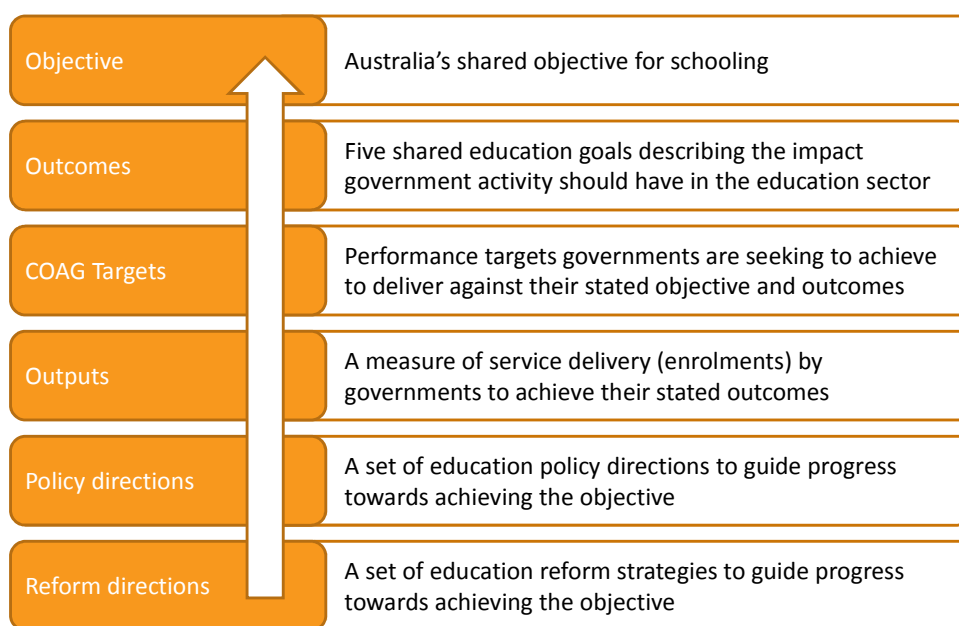 Objective
Australia’s shared objective for schooling
Outcomes
Five shared education goals describing the impact
government activity should have in the education sector
COAG Targets
Performance targets governments are seeking to achieve
to deliver against their stated objective and outcomes
Outputs
A measure of service delivery (enrolments) by
governments to achieve their stated outcomes
Policy directions
A set of education policy directions to guide progress
towards achieving the objective
Reform directions
A set of education reform strategies to guide progress
towards achieving the objective